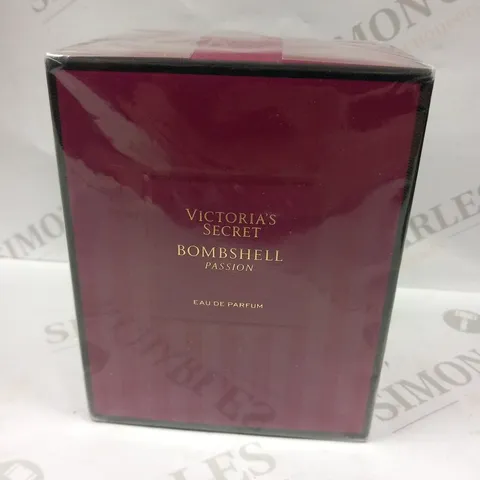 VICTORIA'S
SECRET
BOMBSHELL
PASSION
EAU DE PARFUM